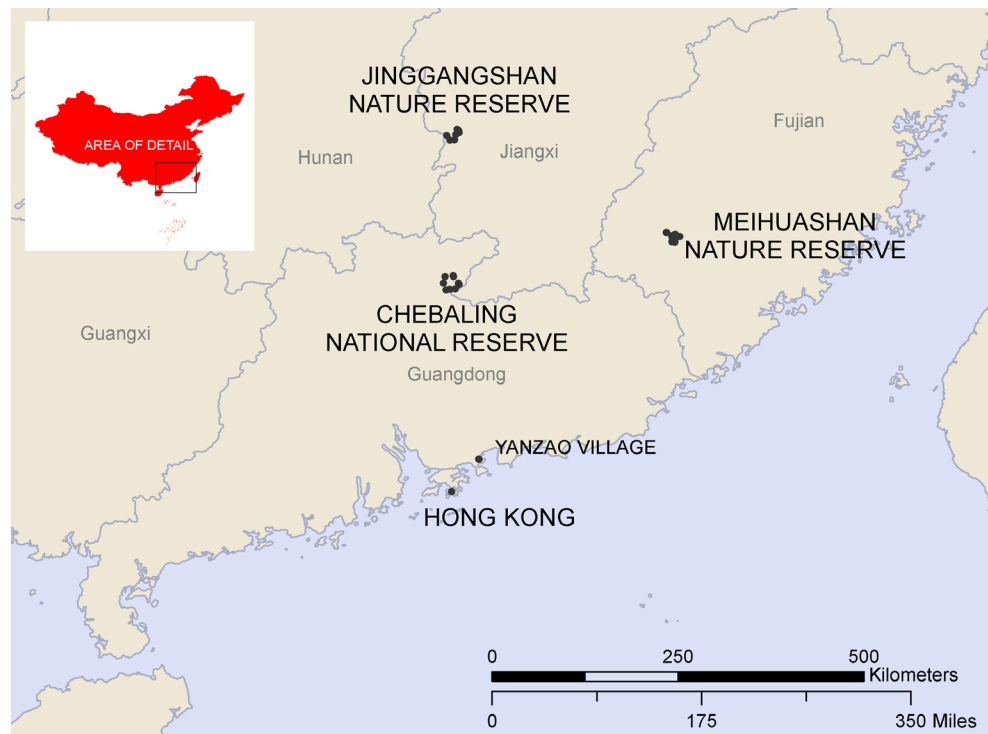 JINGGANGSHAN
NATURE RESERVE
Fujian
AREA OF DETAIL
Hunan
Jiangxi
MEIHUASHAN
NATURE RESERVE
CHEBALING
NATIONAL RESERVE
Guangxi
Guangdong
YANZAO VILLAGE
HONG KONG
0 250 500
Kilometers
0 175 350 Miles